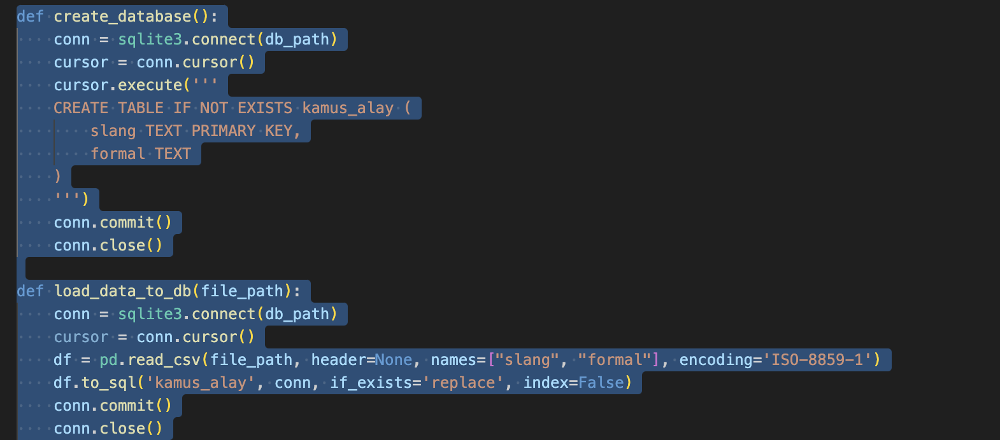 def create_database():
    conn = sqlite3.connect(db_path)
    cursor = conn.cursor()
    cursor.execute('''
    CREATE TABLE IF NOT EXISTS kamus_alay (
        slang TEXT PRIMARY KEY,
        formal TEXT
    )
    ''')
    conn.commit()
    conn.close()

def load_data_to_db(file_path):
    conn = sqlite3.connect(db_path)
    cursor = conn.cursor()
    df = pd.read_csv(file_path, header=None, names=["slang", "formal"], encoding='ISO-8859-1')
    df.to_sql('kamus_alay', conn, if_exists='replace', index=False)
    conn.commit()
    conn.close()